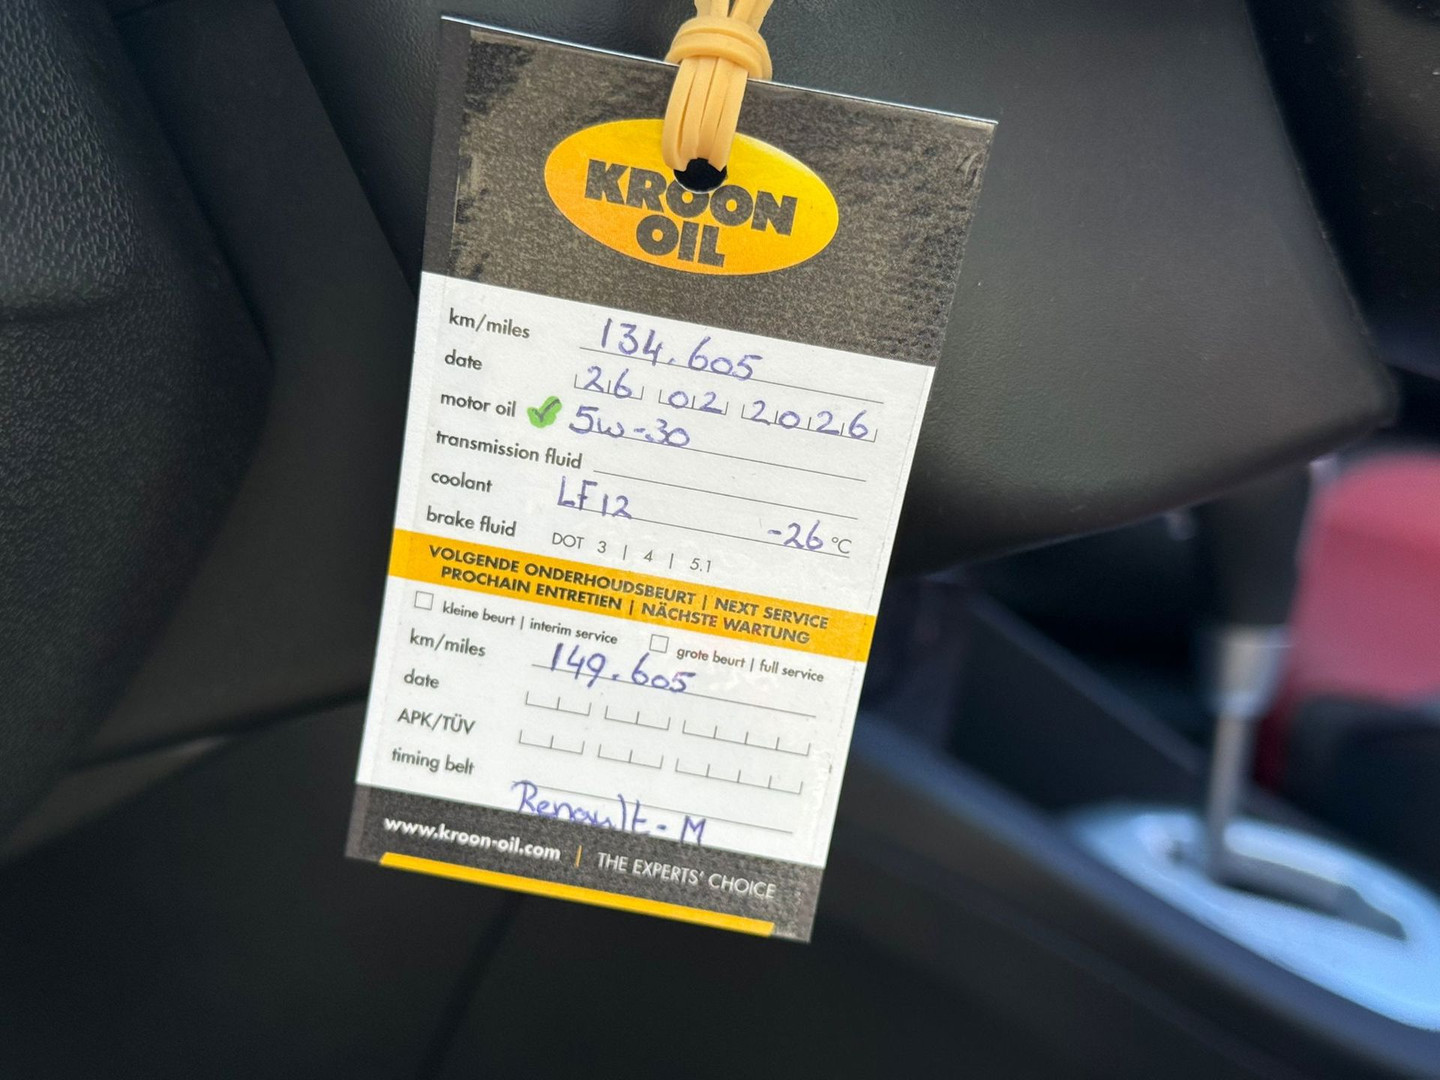 KROON
OIL
km/miles 134.605
date 26 02 2026
motor oil ✓ 5w-30
transmission fluid
coolant LF12 -26 °C
brake fluid DOT 3 | 4 | 5.1
VOLGENDE ONDERHOUDSBEURT | NEXT SERVICE
PROCHAIN ENTRETIEN | NÄCHSTE WARTUNG
kleine beurt | interim service grote beurt | full service
km/miles 149.605
date
APK/TÜV
timing belt
Renault-M
www.kroon-oil.com | THE EXPERTS' CHOICE